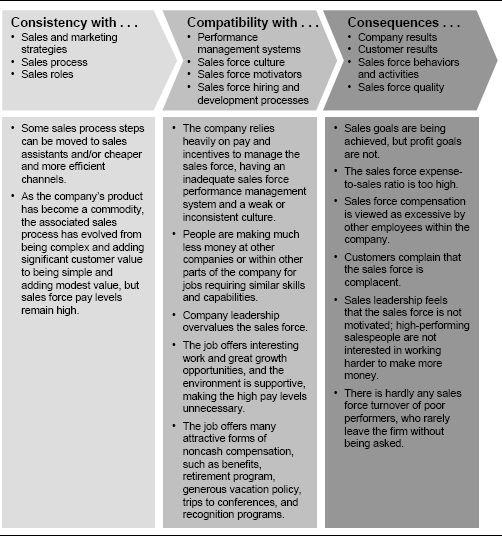 Consistency with . . .
• Sales and marketing
strategies
• Sales process
• Sales roles
Compatibility with . . .
• Performance
management systems
• Sales force culture
• Sales force motivators
• Sales force hiring and
development processes
Consequences . . .
• Company results
• Customer results
• Sales force behaviors
and activities
• Sales force quality
• Some sales process steps
can be moved to sales
assistants and/or cheaper
and more efficient
channels.
• As the company's product
has become a commodity,
the associated sales
process has evolved from
being complex and adding
significant customer value
to being simple and
adding modest value, but
sales force pay levels
remain high.
• The company relies
heavily on pay and
incentives to manage the
sales force, having an
inadequate sales force
performance management
system and a weak or
inconsistent culture.
• People are making much
less money at other
companies or within other
parts of the company for
jobs requiring similar skills
and capabilities.
• Company leadership
overvalues the sales force.
• The job offers interesting
work and great growth
opportunities, and the
environment is supportive,
making the high pay levels
unnecessary.
• The job offers many
attractive forms of
noncash compensation,
such as benefits,
retirement program,
generous vacation policy,
trips to conferences, and
recognition programs.
• Sales goals are being
achieved, but profit goals
are not.
• The sales force expense-
to-sales ratio is too high.
• Sales force compensation
is viewed as excessive by
other employees within the
company.
• Customers complain that
the sales force is
complacent.
• Sales leadership feels
that the sales force is not
motivated; high-performing
salespeople are not
interested in working
harder to make more
money.
• There is hardly any sales
force turnover of poor
performers, who rarely
leave the firm without
being asked.